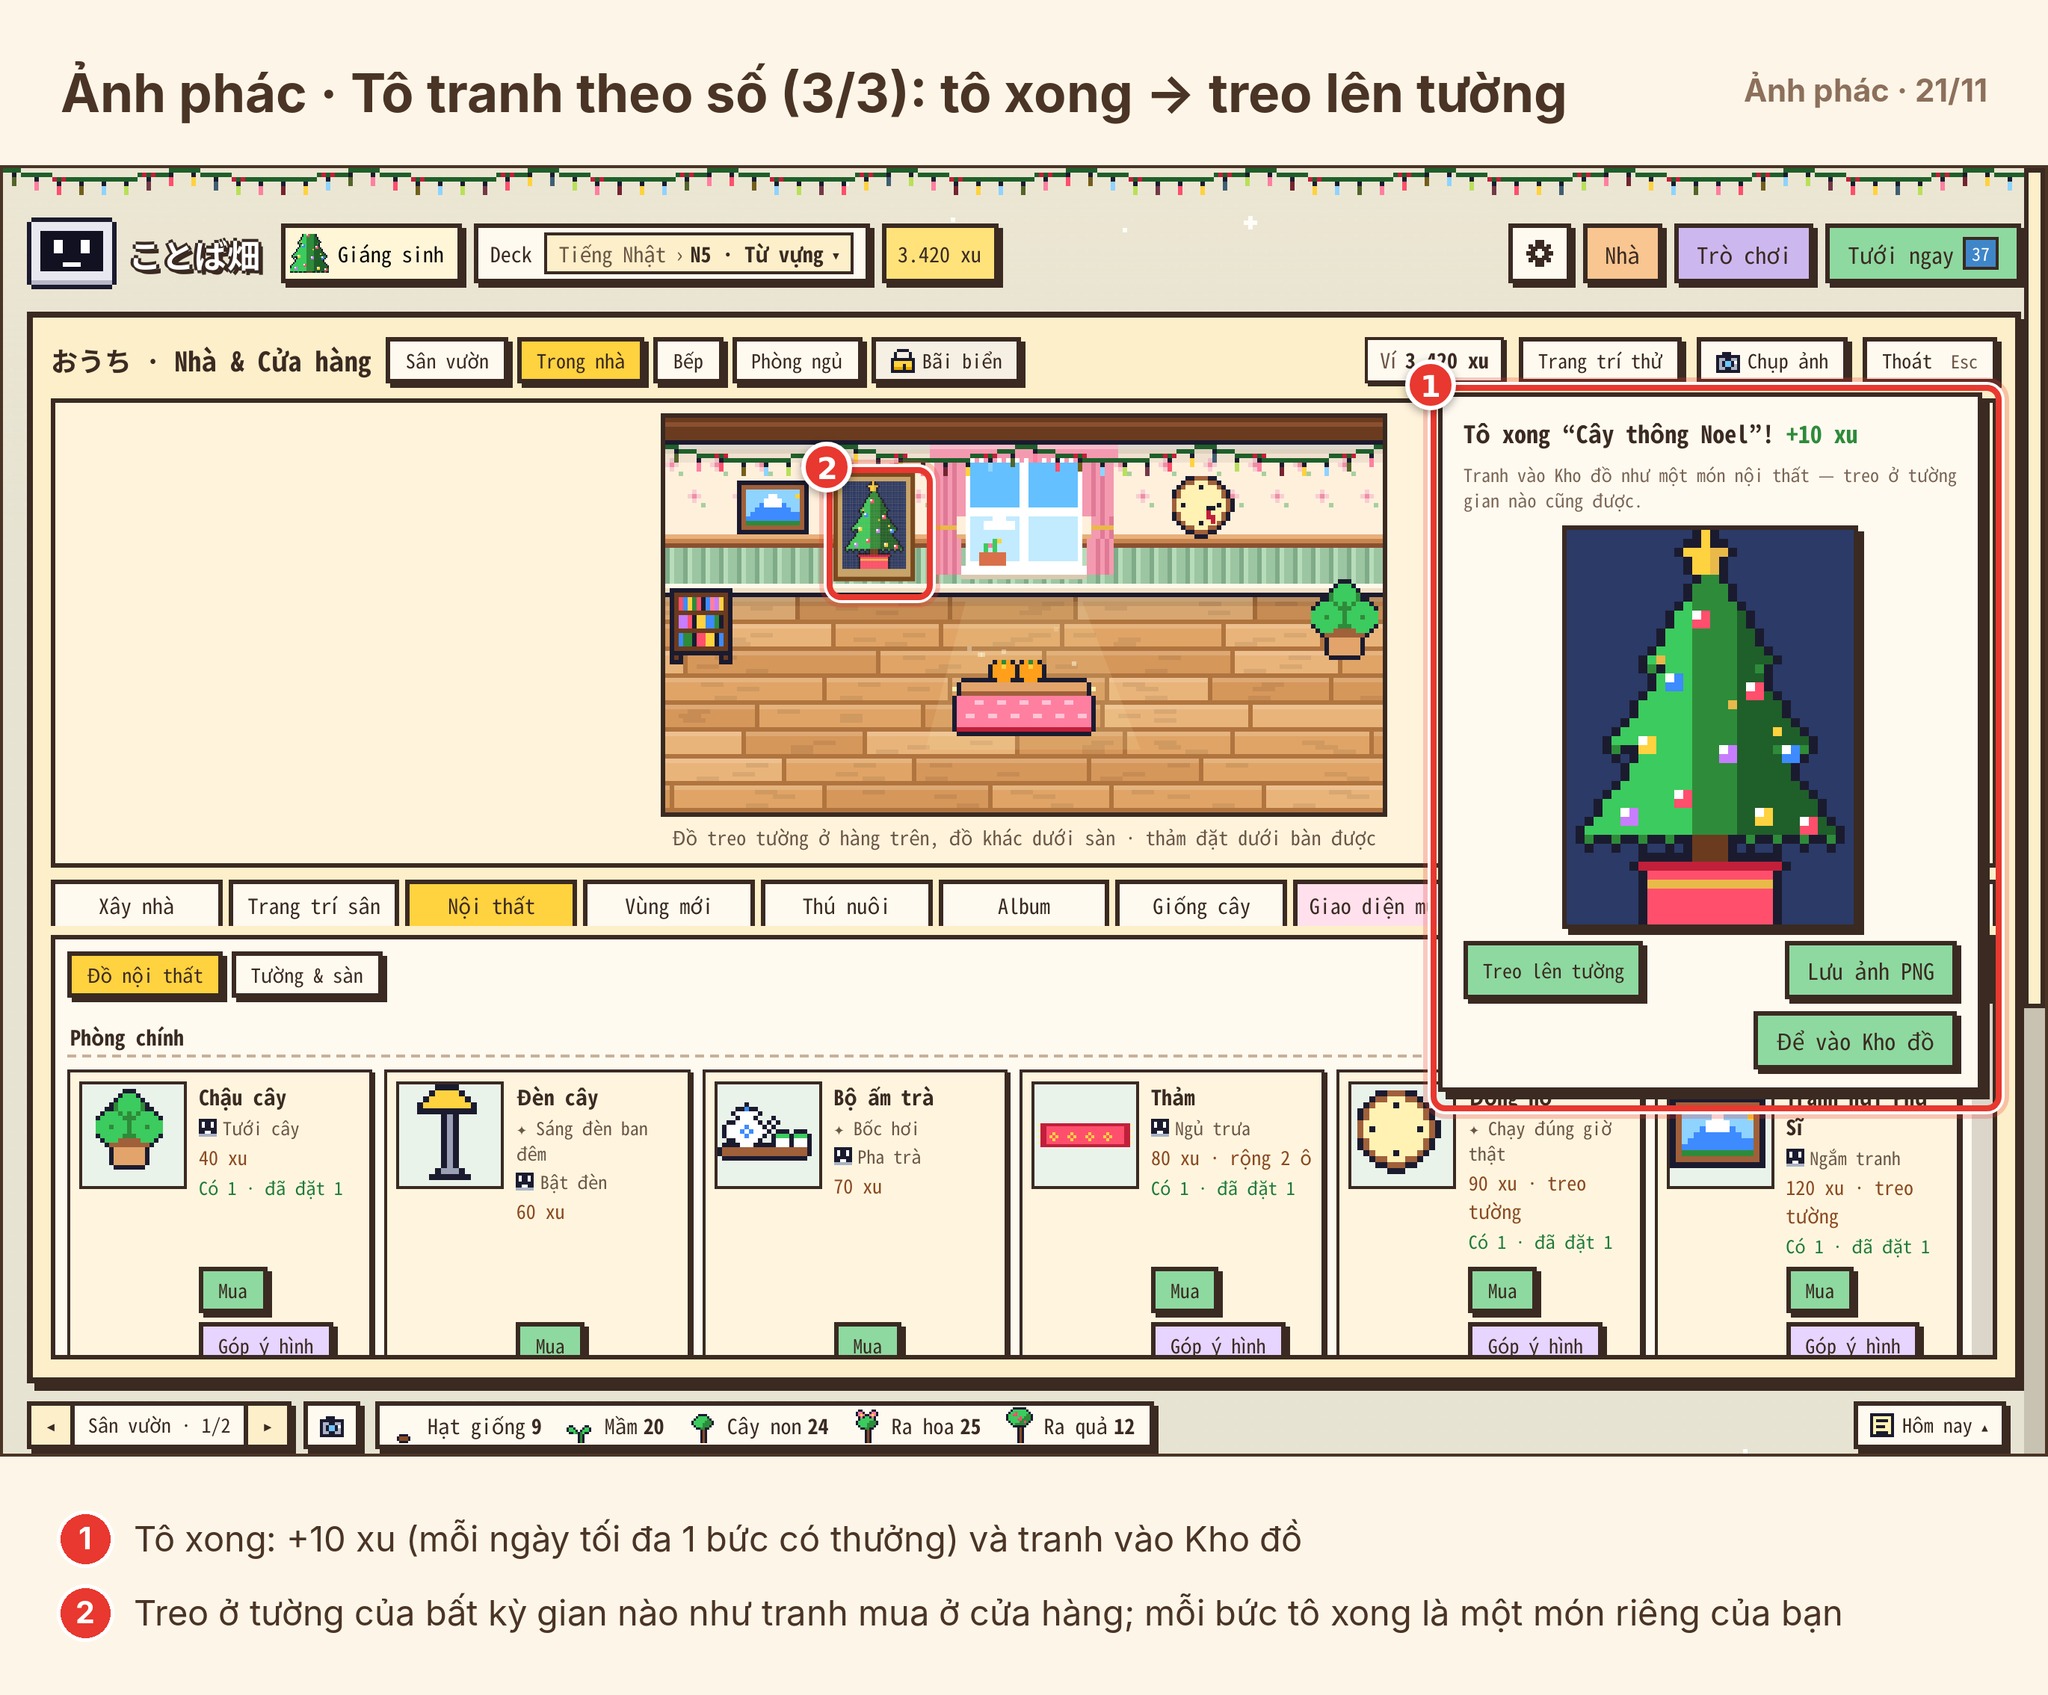 Ảnh phác · Tô tranh theo số (3/3): tô xong → treo lên tường
Ảnh phác · 21/11
ことば畑
Giáng sinh
Deck Tiếng Nhật › N5 · Từ vựng ▾
3.420 xu
Nhà
Trò chơi
Tưới ngay 37
おうち · Nhà & Cửa hàng
Sân vườn
Trong nhà
Bếp
Phòng ngủ
Bãi biển
Ví 3.420 xu
Trang trí thử
Chụp ảnh
Thoát Esc
1
Tô xong “Cây thông Noel”! +10 xu
Tranh vào Kho đồ như một món nội thất — treo ở tường
gian nào cũng được.
2
Đồ treo tường ở hàng trên, đồ khác dưới sàn · thảm đặt dưới bàn được
Treo lên tường
Lưu ảnh PNG
Để vào Kho đồ
Xây nhà
Trang trí sân
Nội thất
Vùng mới
Thú nuôi
Album
Giống cây
Giao diện
Đồ nội thất
Tường & sàn
Phòng chính
Chậu cây
Tưới cây
40 xu
Có 1 · đã đặt 1
Mua
Góp ý hình
Đèn cây
✦ Sáng đèn ban
đêm
Bật đèn
60 xu
Mua
Bộ ấm trà
✦ Bốc hơi
Pha trà
70 xu
Mua
Thảm
Ngủ trưa
80 xu · rộng 2 ô
Có 1 · đã đặt 1
Mua
Góp ý hình
Đồng hồ
✦ Chạy đúng giờ
thật
90 xu · treo
tường
Có 1 · đã đặt 1
Mua
Góp ý hình
Tranh núi Phú
Sĩ
Ngắm tranh
120 xu · treo
tường
Có 1 · đã đặt 1
Mua
Góp ý hình
◂ Sân vườn · 1/2 ▸
Hạt giống 9
Mầm 20
Cây non 24
Ra hoa 25
Ra quả 12
Hôm nay ▴
1 Tô xong: +10 xu (mỗi ngày tối đa 1 bức có thưởng) và tranh vào Kho đồ
2 Treo ở tường của bất kỳ gian nào như tranh mua ở cửa hàng; mỗi bức tô xong là một món riêng của bạn